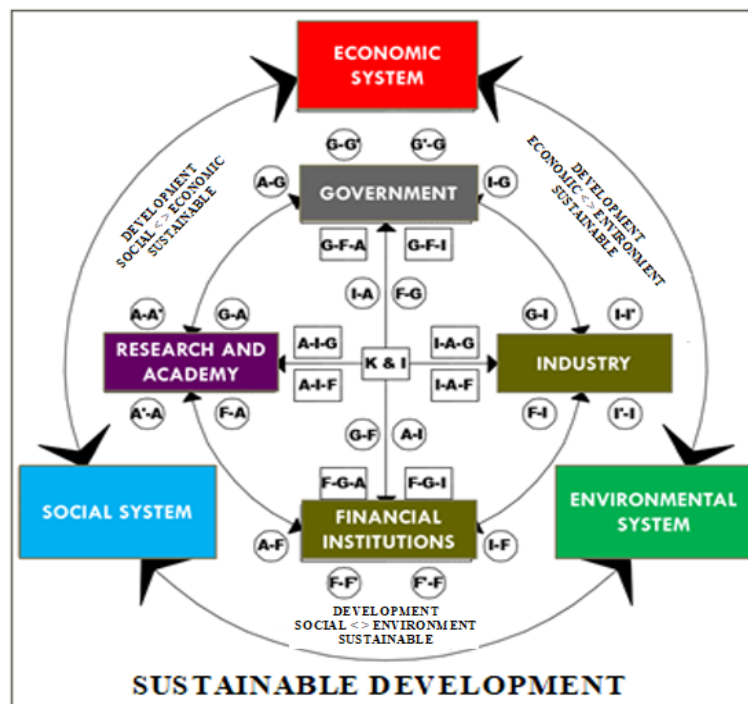 ECONOMIC
SYSTEM
G-G'
G'-G
A-G
GOVERNMENT
I-G
DEVELOPMENT
SOCIAL <> ECONOMIC
SUSTAINABLE
DEVELOPMENT
ECONOMIC <> ENVIRONMENT
SUSTAINABLE
G-F-A
G-F-I
I-A
F-G
A-A'
G-A
G-I
I-I'
RESEARCH AND
ACADEMY
A-I-G
A-I-F
K & I
I-A-G
I-A-F
INDUSTRY
A'-A
F-A
F-I
I'-I
G-F
A-I
SOCIAL SYSTEM
F-G-A
F-G-I
ENVIRONMENTAL
SYSTEM
FINANCIAL
INSTITUTIONS
A-F
I-F
F-F'
F'-F
DEVELOPMENT
SOCIAL <> ENVIRONMENT
SUSTAINABLE
SUSTAINABLE DEVELOPMENT